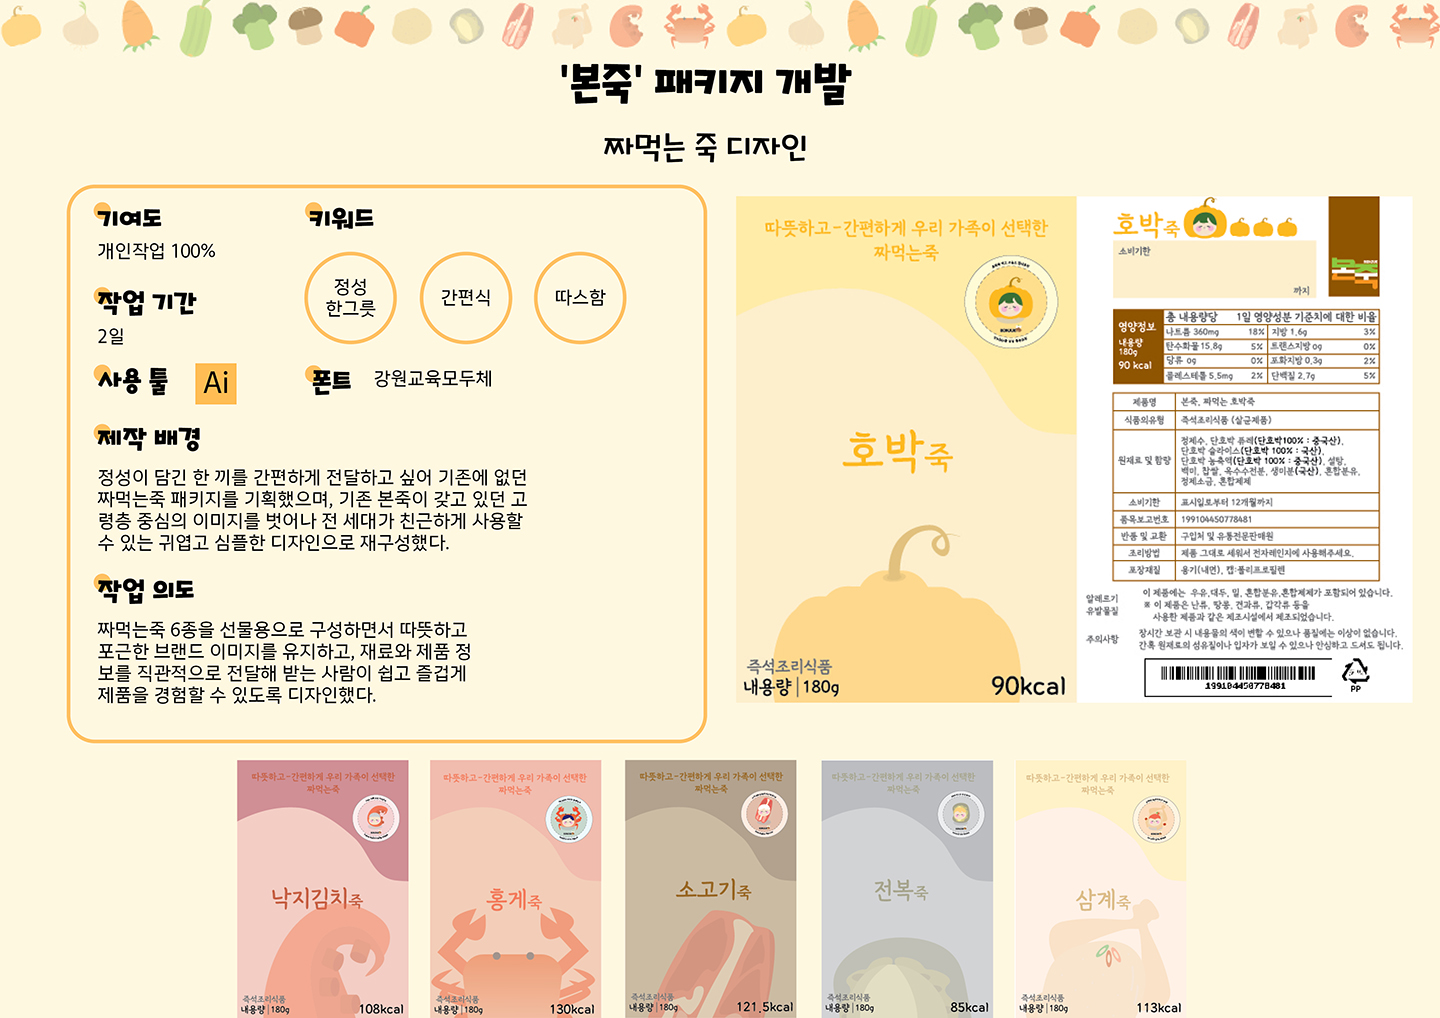 '본죽' 패키지 개발
짜먹는 죽 디자인
기여도
개인작업 100%
작업 기간
2일
사용 툴
Ai
키워드
정성
한그릇
간편식
따스함
폰트
강원교육모두체
제작 배경
정성이 담긴 한 끼를 간편하게 전달하고 싶어 기존에 없던
짜먹는죽 패키지를 기획했으며, 기존 본죽이 갖고 있던 고
령층 중심의 이미지를 벗어나 전 세대가 친근하게 사용할
수 있는 귀엽고 심플한 디자인으로 재구성했다.
작업 의도
짜먹는죽 6종을 선물용으로 구성하면서 따뜻하고
포근한 브랜드 이미지를 유지하고, 재료와 제품 정
보를 직관적으로 전달해 받는 사람이 쉽고 즐겁게
제품을 경험할 수 있도록 디자인했다.
따뜻하고-간편하게 우리 가족이 선택한
짜먹는죽
호박죽
즉석조리식품
내용량|180g
90kcal
호박죽
소비기한
까지
본죽
영양정보
내용량
180g
90 kcal
총 내용량당 1일 영양성분 기준치에 대한 비율
나트륨 360mg 18% 지방 1.6g 3%
탄수화물 15.8g 5% 트랜스지방 0g 0%
당류 0g 0% 포화지방 0.3g 2%
콜레스테롤 5.5mg 2% 단백질 2.7g 5%
제품명 본죽, 짜먹는 호박죽
식품의유형 즉석조리식품 (살균제품)
원재료 및 함량
정제수, 단호박 퓨레(단호박100% : 중국산),
단호박 슬라이스(단호박 100% : 국산),
단호박 농축액(단호박 100% : 중국산), 설탕,
백미, 찹쌀, 옥수수전분, 생미분(국산), 혼합분유,
정제소금, 혼합제제
소비기한 표시일로부터 12개월까지
품목보고번호 199104450778481
반품 및 교환 구입처 및 유통전문판매원
조리방법 제품 그대로 세워서 전자레인지에 사용해주세요.
포장재질 용기(내면), 캡:폴리프로필렌
알레르기
유발물질
이 제품에는 우유,대두, 밀, 혼합분유,혼합제제가 포함되어 있습니다.
※ 이 제품은 난류, 땅콩, 견과류, 갑각류 등을
사용한 제품과 같은 제조시설에서 제조되었습니다.
주의사항
장시간 보관 시 내용물의 색이 변할 수 있으나 품질에는 이상이 없습니다.
간혹 원재료의 섬유질이나 입자가 보일 수 있으나 안심하고 드셔도 됩니다.
199104450778481
PP
따뜻하고-간편하게 우리 가족이 선택한
짜먹는죽
낙지김치죽
즉석조리식품
내용량|180g
108kcal
따뜻하고-간편하게 우리 가족이 선택한
짜먹는죽
홍게죽
즉석조리식품
내용량|180g
130kcal
따뜻하고-간편하게 우리 가족이 선택한
짜먹는죽
소고기죽
즉석조리식품
내용량|180g
121.5kcal
따뜻하고-간편하게 우리 가족이 선택한
짜먹는죽
전복죽
즉석조리식품
내용량|180g
85kcal
따뜻하고-간편하게 우리 가족이 선택한
짜먹는죽
삼계죽
즉석조리식품
내용량|180g
113kcal